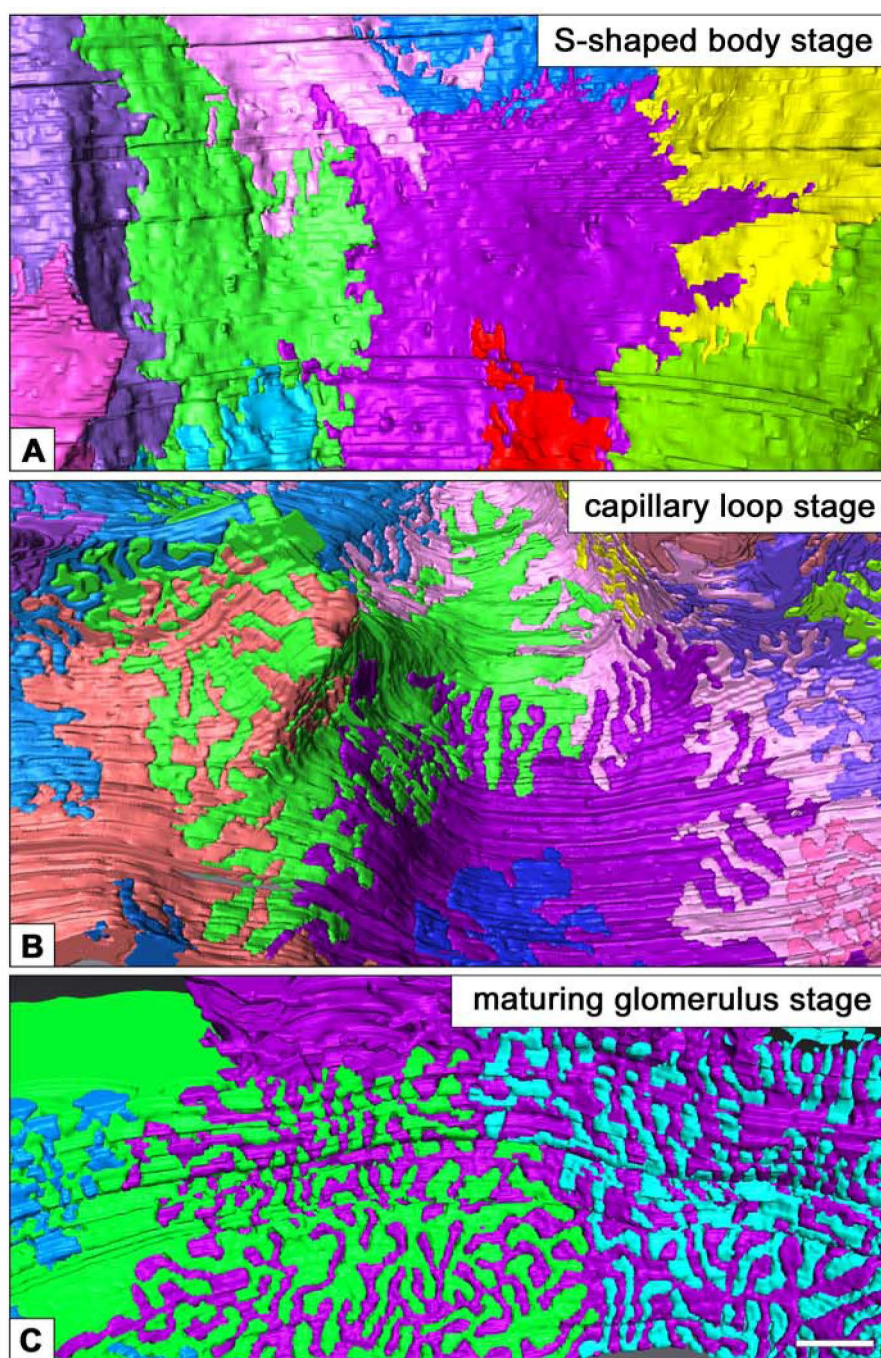 S-shaped body stage
A
capillary loop stage
B
maturing glomerulus stage
C